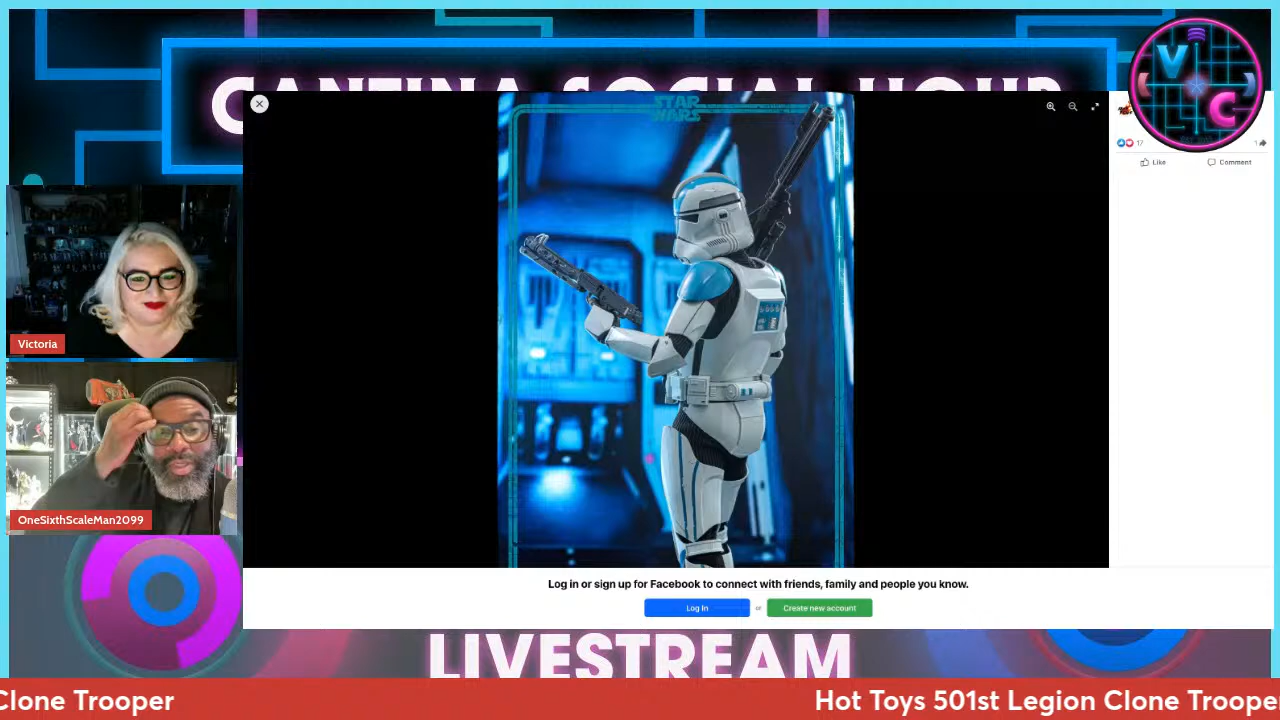 CANTINA SOCIAL HOUR
STAR
WARS
V
C
17
1
Like
Comment
Victoria
OneSixthScaleMan2099
Log in or sign up for Facebook to connect with friends, family and people you know.
Log In
or
Create new account
LIVESTREAM
Clone Trooper
Hot Toys 501st Legion Clone Trooper